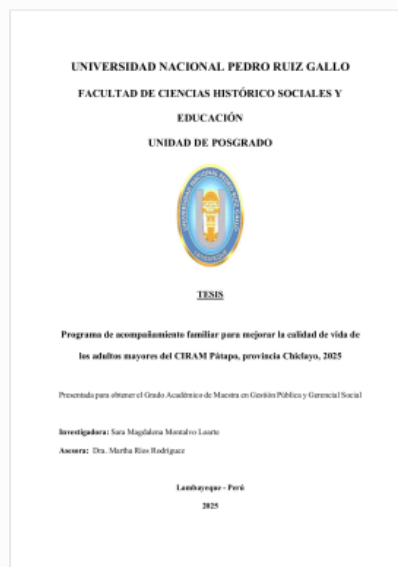 UNIVERSIDAD NACIONAL PEDRO RUIZ GALLO
FACULTAD DE CIENCIAS HISTÓRICO SOCIALES Y
EDUCACIÓN
UNIDAD DE POSGRADO
TESIS
Programa de acompañamiento familiar para mejorar la calidad de vida de
los adultos mayores del CIRAM Pátapo, provincia Chiclayo, 2025
Presentada para obtener el Grado Académico de Maestra en Gestión Pública y Gerencial Social
Investigadora: Sara Magdalena Montalvo Loarte
Asesora: Dra. Martha Ríos Rodríguez
Lambayeque - Perú
2025